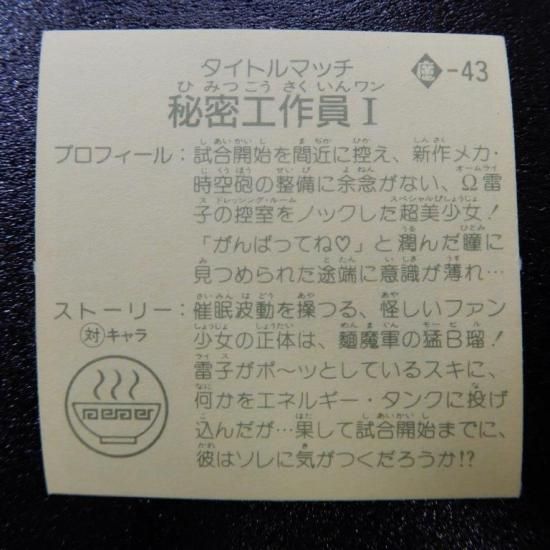 タイトルマッチ
産-43
秘密工作員I
プロフィール：試合開始を間近に控え、新作メカ・
時空砲の整備に余念がない、Ω雷
子の控室をノックした超美少女！
「がんばってね♡」と潤んだ瞳に
見つめられた途端に意識が薄れ…
ストーリー：催眠波動を操つる、怪しいファン
対キャラ 少女の正体は、麺魔軍の猛B瑠！
雷子がポ〜ッとしているスキに、
何かをエネルギー・タンクに投げ
込んだが…果して試合開始までに、
彼はソレに気がつくだろうか!?